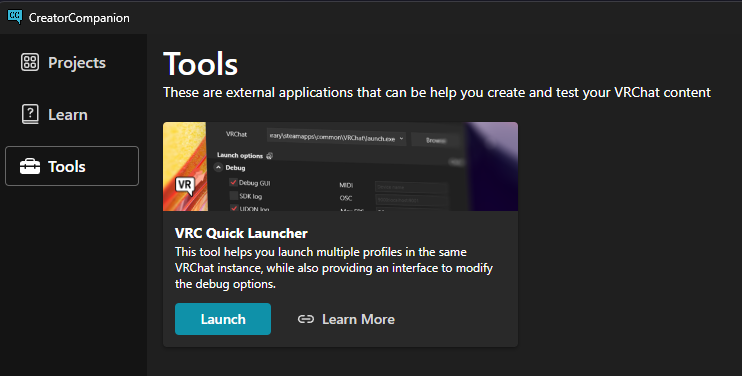 CC CreatorCompanion
Projects
Learn
Tools
Tools
These are external applications that can be help you create and test your VRChat content
VRChat
rary\steamapps\common\VRChat\launch.exe
Browse
Launch options
Debug
Debug GUI
MIDI
SDK log
OSC
UDON log
VR
VRC Quick Launcher
This tool helps you launch multiple profiles in the same
VRChat instance, while also providing an interface to modify
the debug options.
Launch
Learn More